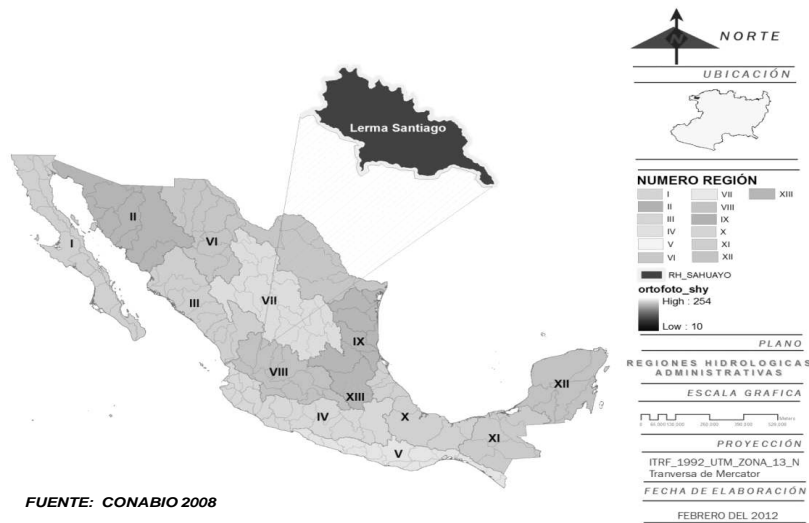 NORTE
UBICACIÓN
Lerma Santiago
I
II
III
VI
VII
VIII
IX
XIII
IV
V
X
XI
XII
NUMERO REGIÓN
I
II
III
IV
V
VI
VII
VIII
IX
X
XI
XII
XIII
RH_SAHUAYO
ortofoto_shy
High : 254
Low : 10
PLANO
REGIONES HIDROLOGICAS
ADMINISTRATIVAS
ESCALA GRAFICA
Meters
PROYECCIÓN
ITRF_1992_UTM_ZONA_13_N
Tranversa de Mercator
FECHA DE ELABORACIÓN
FEBRERO DEL 2012
FUENTE: CONABIO 2008